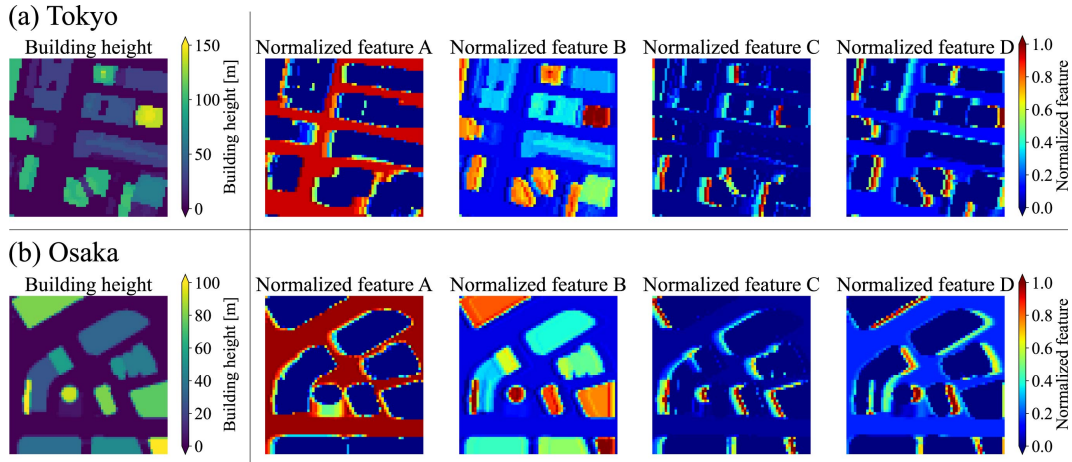 (a) Tokyo
Building height
Normalized feature A
Normalized feature B
Normalized feature C
Normalized feature D
150
100
50
0
Building height [m]
1.0
0.8
0.6
0.4
0.2
0.0
Normalized feature
(b) Osaka
Building height
Normalized feature A
Normalized feature B
Normalized feature C
Normalized feature D
100
80
60
40
20
0
Building height [m]
1.0
0.8
0.6
0.4
0.2
0.0
Normalized feature